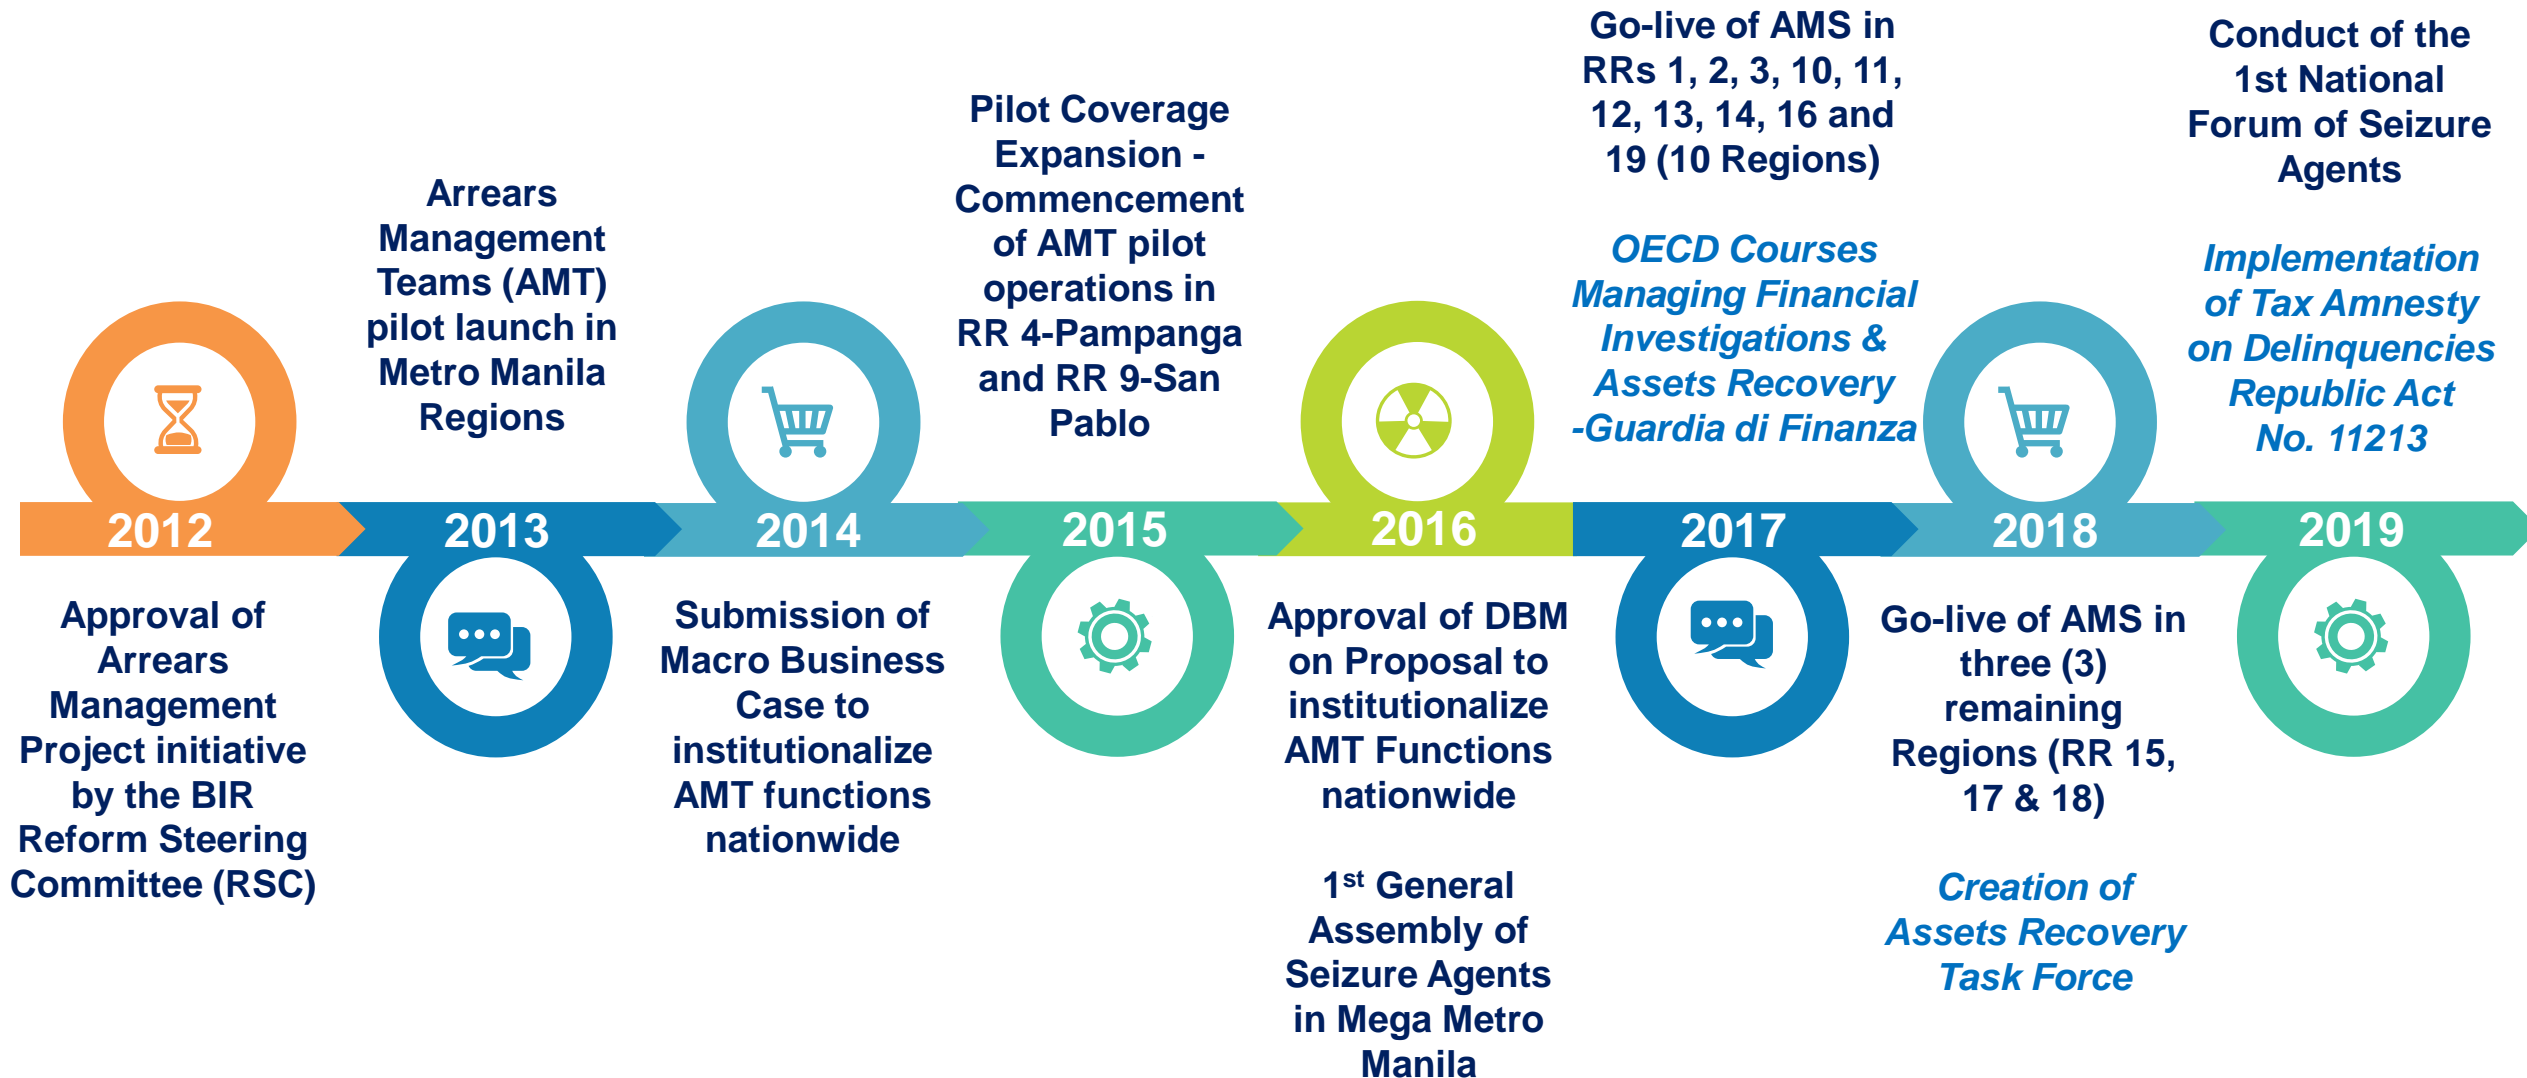 2012
Approval of
Arrears
Management
Project initiative
by the BIR
Reform Steering
Committee (RSC)
Arrears
Management
Teams (AMT)
pilot launch in
Metro Manila
Regions
2013
2014
Submission of
Macro Business
Case to
institutionalize
AMT functions
nationwide
Pilot Coverage
Expansion -
Commencement
of AMT pilot
operations in
RR 4-Pampanga
and RR 9-San
Pablo
2015
2016
Approval of DBM
on Proposal to
institutionalize
AMT Functions
nationwide
1st General
Assembly of
Seizure Agents
in Mega Metro
Manila
Go-live of AMS in
RRs 1, 2, 3, 10, 11,
12, 13, 14, 16 and
19 (10 Regions)
OECD Courses
Managing Financial
Investigations &
Assets Recovery
-Guardia di Finanza
2017
2018
Go-live of AMS in
three (3)
remaining
Regions (RR 15,
17 & 18)
Creation of
Assets Recovery
Task Force
Conduct of the
1st National
Forum of Seizure
Agents
Implementation
of Tax Amnesty
on Delinquencies
Republic Act
No. 11213
2019